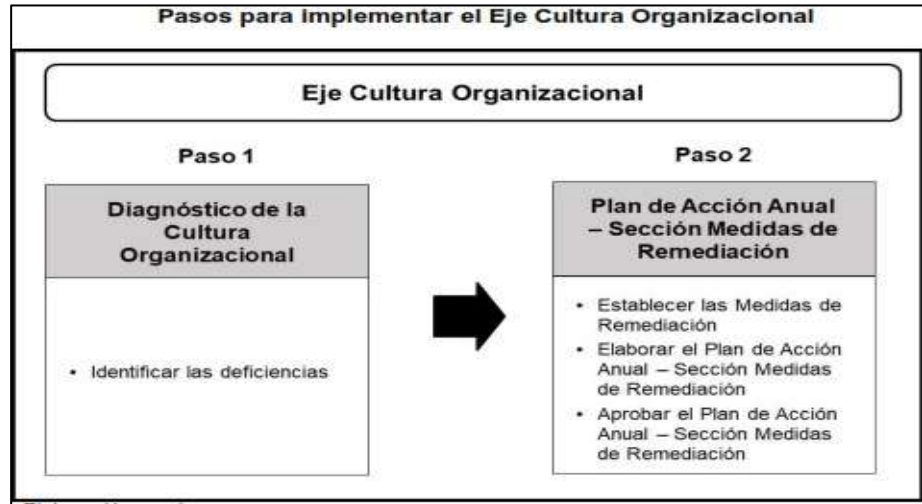 Pasos para implementar el Eje Cultura Organizacional
Eje Cultura Organizacional
Paso 1
Diagnóstico de la
Cultura
Organizacional
• Identificar las deficiencias
Paso 2
Plan de Acción Anual
– Sección Medidas de
Remediación
• Establecer las Medidas de
Remediación
• Elaborar el Plan de Acción
Anual – Sección Medidas
de Remediación
• Aprobar el Plan de Acción
Anual – Sección Medidas
de Remediación